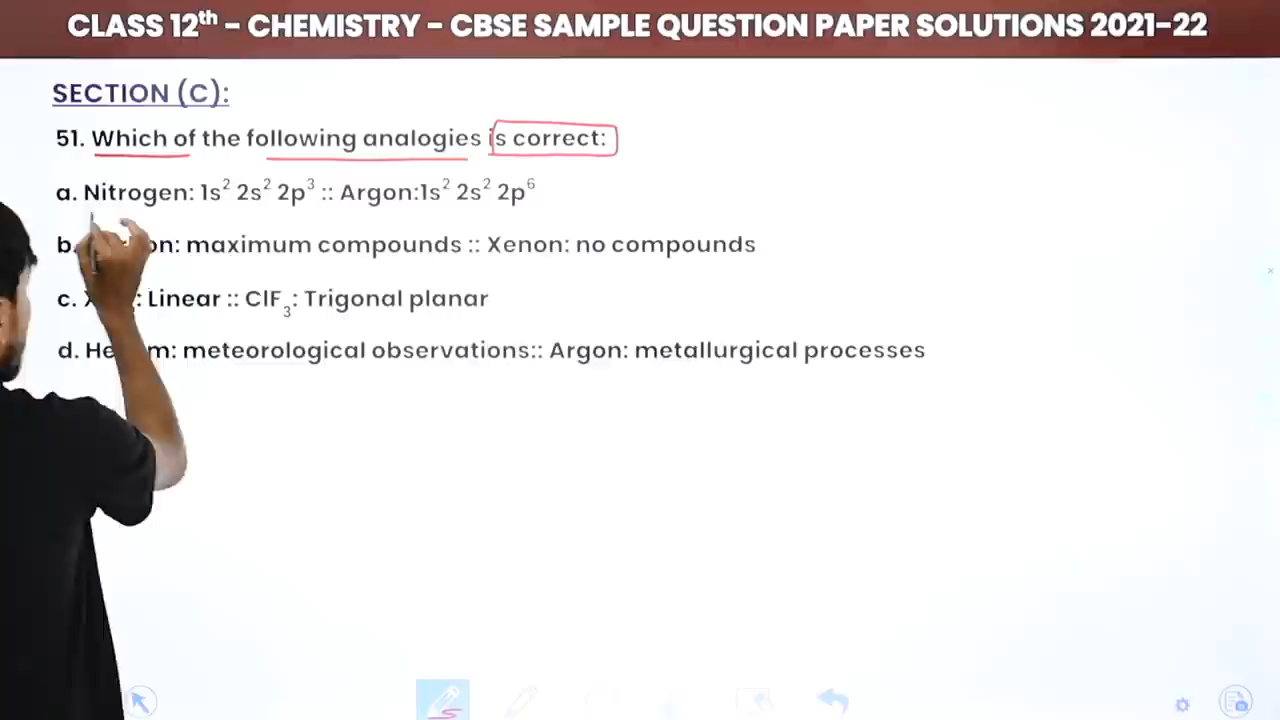 CLASS 12th - CHEMISTRY - CBSE SAMPLE QUESTION PAPER SOLUTIONS 2021-22
SECTION (C):
51. Which of the following analogies is correct:
a. Nitrogen: 1s2 2s2 2p3 :: Argon:1s2 2s2 2p6
b. maximum compounds :: Xenon: no compounds
c. Linear :: ClF3: Trigonal planar
d. meteorological observations:: Argon: metallurgical processes